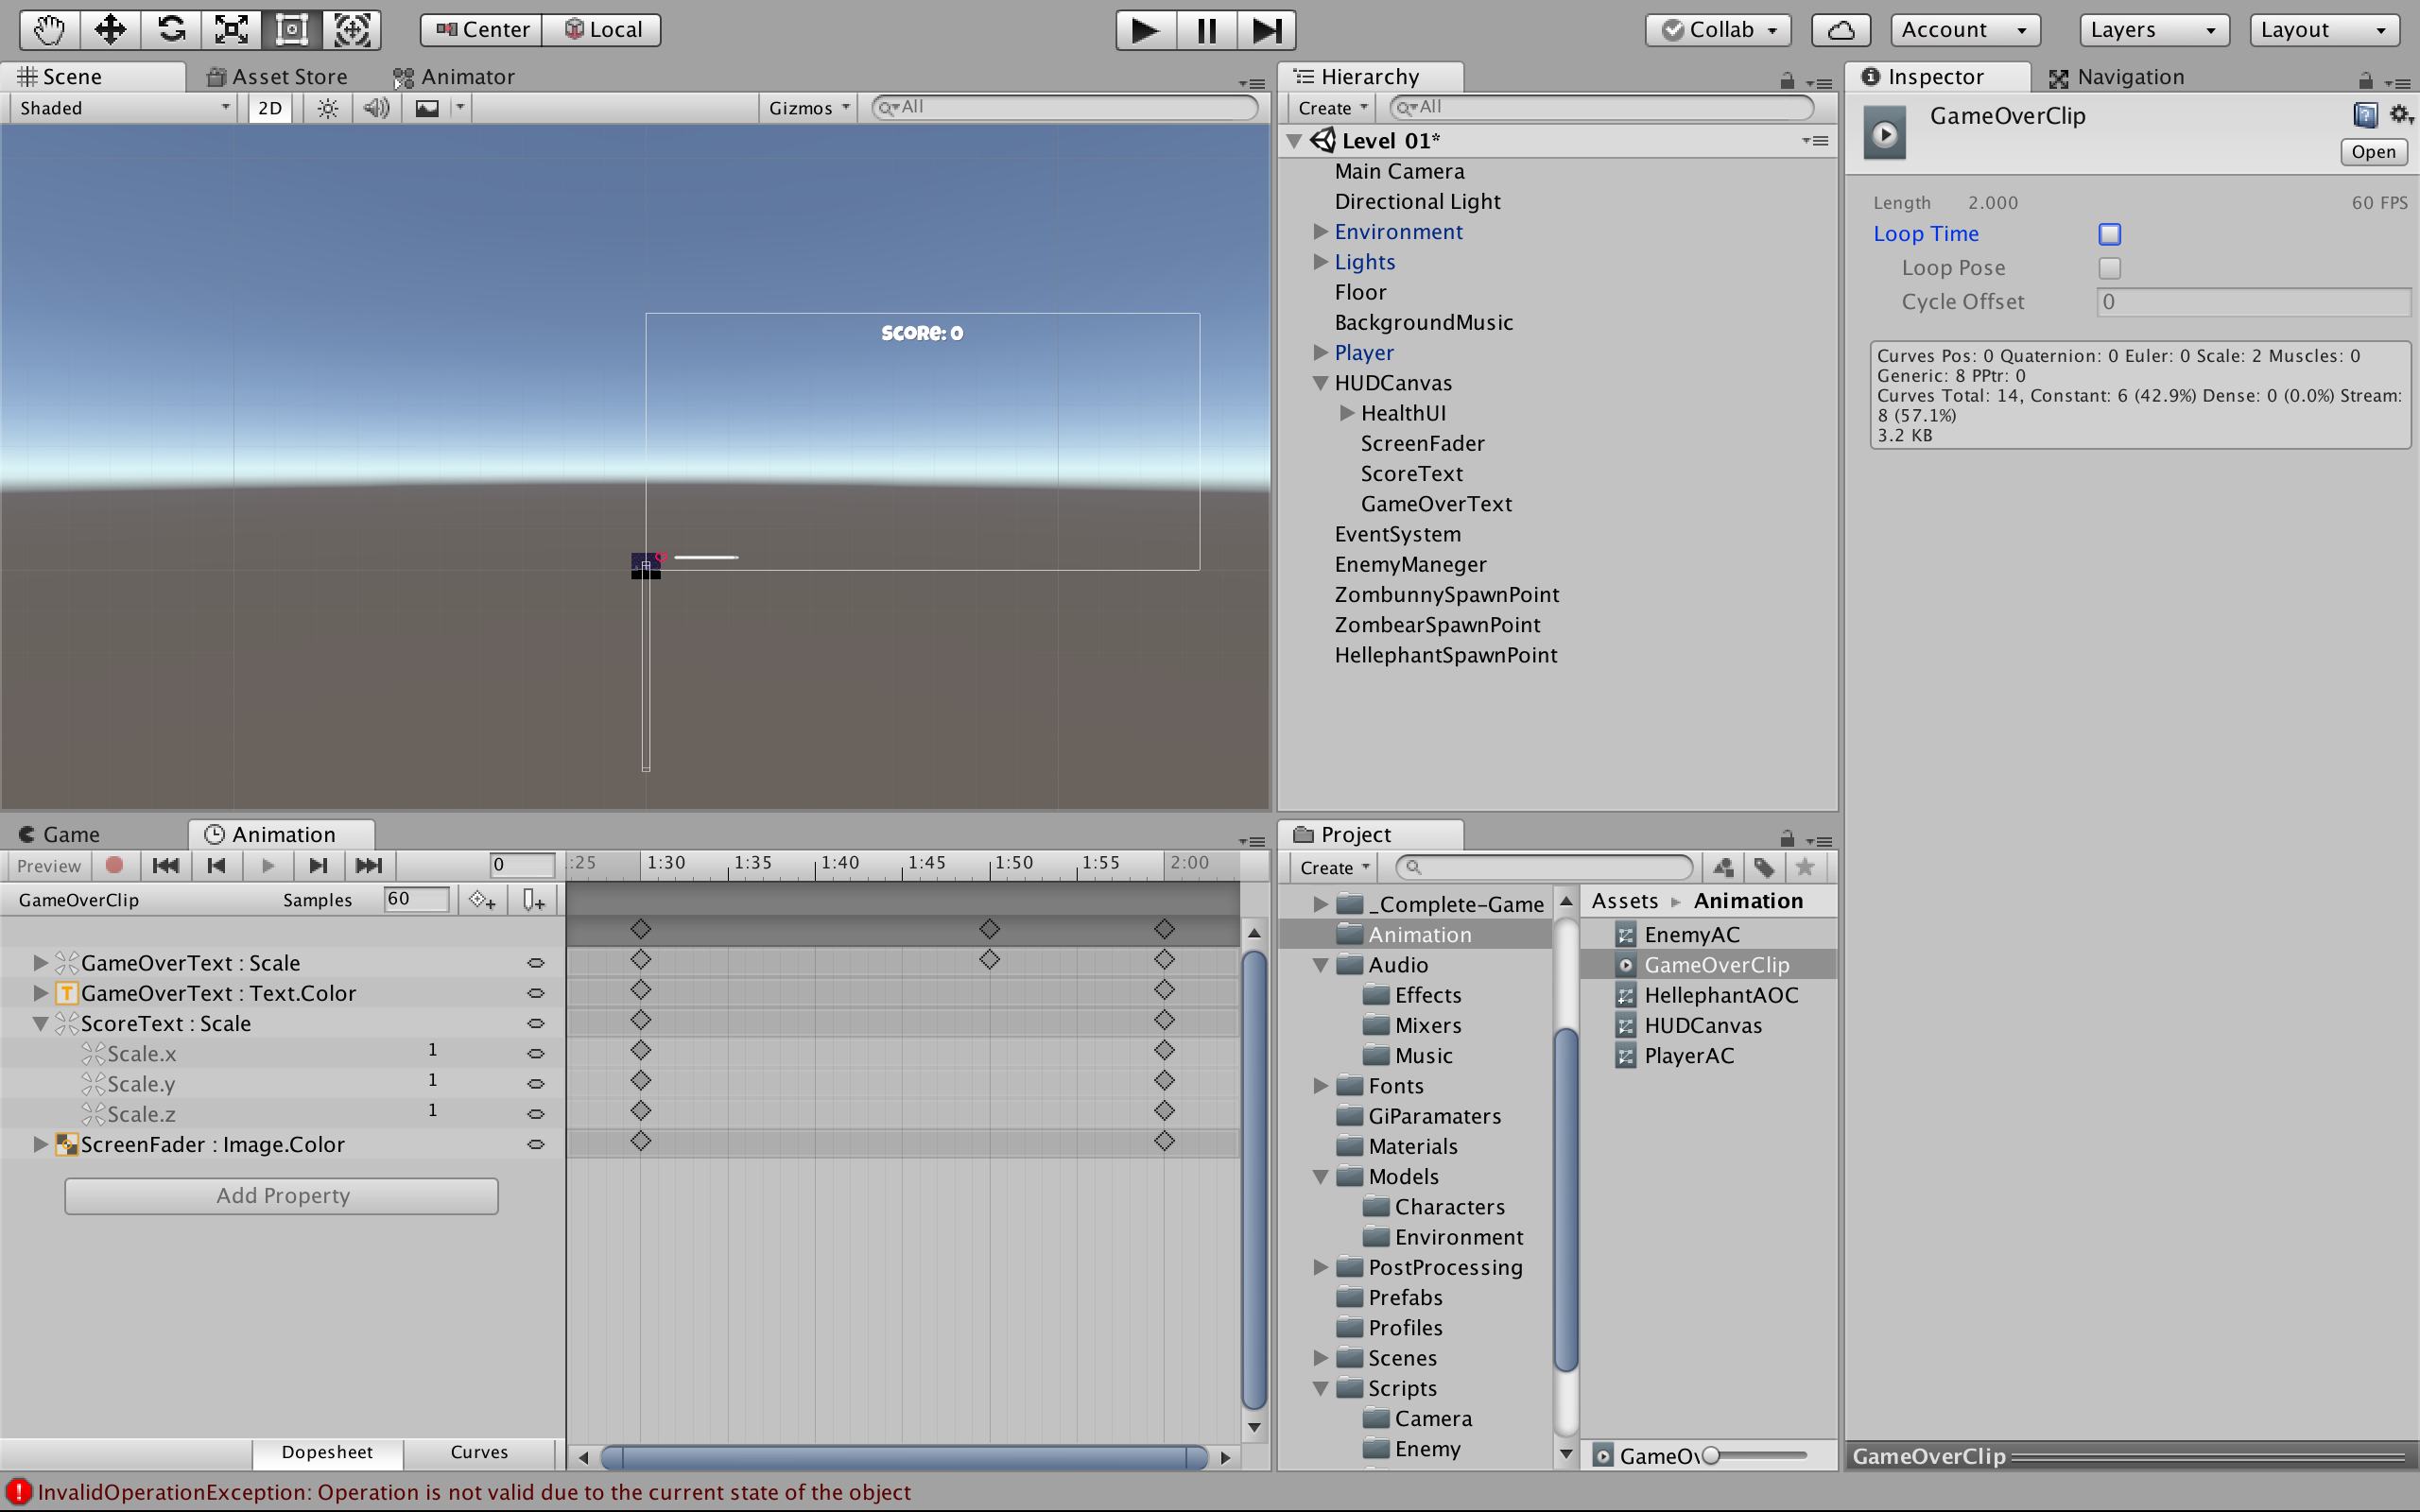 Center Local Collab Account Layers Layout
Scene Asset Store Animator
Shaded 2D Gizmos All
SCORE: 0
Hierarchy
Create All
Level 01*
Main Camera
Directional Light
Environment
Lights
Floor
BackgroundMusic
Player
HUDCanvas
HealthUI
ScreenFader
ScoreText
GameOverText
EventSystem
EnemyManeger
ZombunnySpawnPoint
ZombearSpawnPoint
HellephantSpawnPoint
Inspector Navigation
GameOverClip
Open
Length 2.000 60 FPS
Loop Time
Loop Pose
Cycle Offset 0
Curves Pos: 0 Quaternion: 0 Euler: 0 Scale: 2 Muscles: 0
Generic: 8 PPtr: 0
Curves Total: 14, Constant: 6 (42.9%) Dense: 0 (0.0%) Stream:
8 (57.1%)
3.2 KB
Game Animation
Preview 0 :25 1:30 1:35 1:40 1:45 1:50 1:55 2:00
GameOverClip Samples 60
GameOverText : Scale
GameOverText : Text.Color
ScoreText : Scale
Scale.x 1
Scale.y 1
Scale.z 1
ScreenFader : Image.Color
Add Property
Dopesheet Curves
Project
Create
_Complete-Game
Animation
Audio
Effects
Mixers
Music
Fonts
GiParamaters
Materials
Models
Characters
Environment
PostProcessing
Prefabs
Profiles
Scenes
Scripts
Camera
Enemy
Assets Animation
EnemyAC
GameOverClip
HellephantAOC
HUDCanvas
PlayerAC
GameOv
GameOverClip
InvalidOperationException: Operation is not valid due to the current state of the object